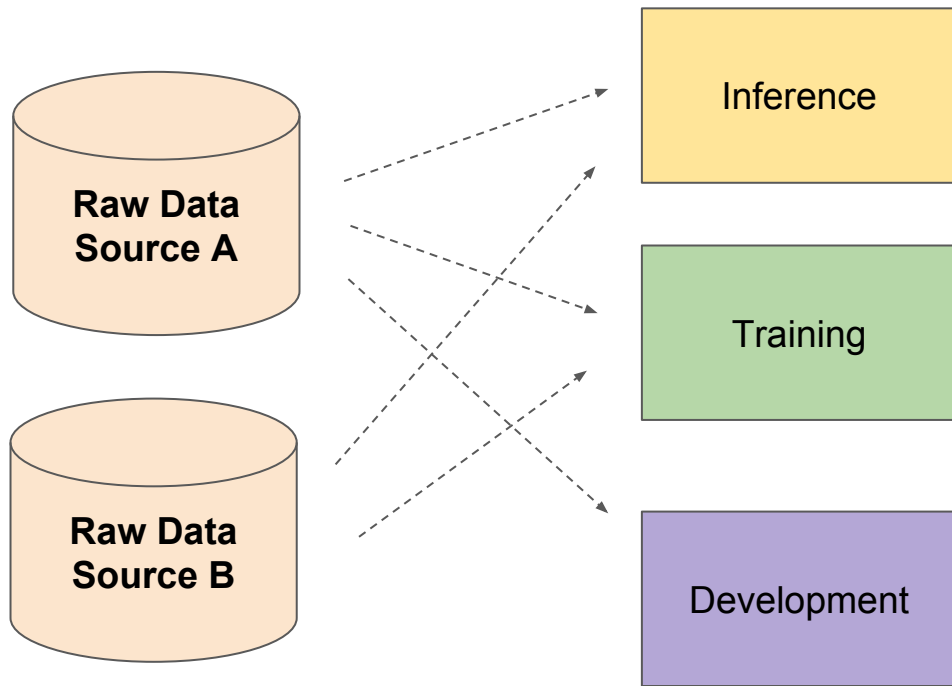 Raw Data
Source A
Raw Data
Source B
Inference
Training
Development